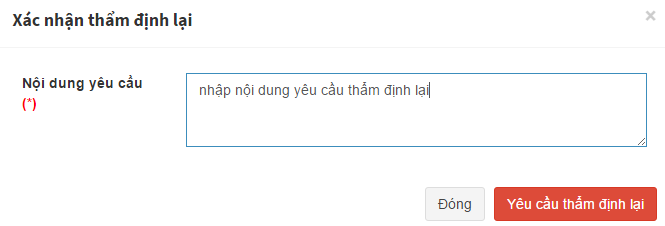 Xác nhận thẩm định lại ×
Nội dung yêu cầu
(*)
nhập nội dung yêu cầu thẩm định lại
Đóng Yêu cầu thẩm định lại